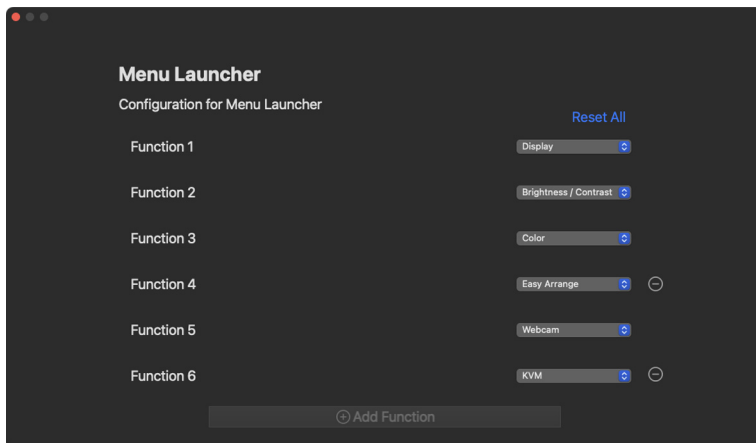 Menu Launcher
Configuration for Menu Launcher
Reset All
Function 1 Display
Function 2 Brightness / Contrast
Function 3 Color
Function 4 Easy Arrange
Function 5 Webcam
Function 6 KVM
Add Function